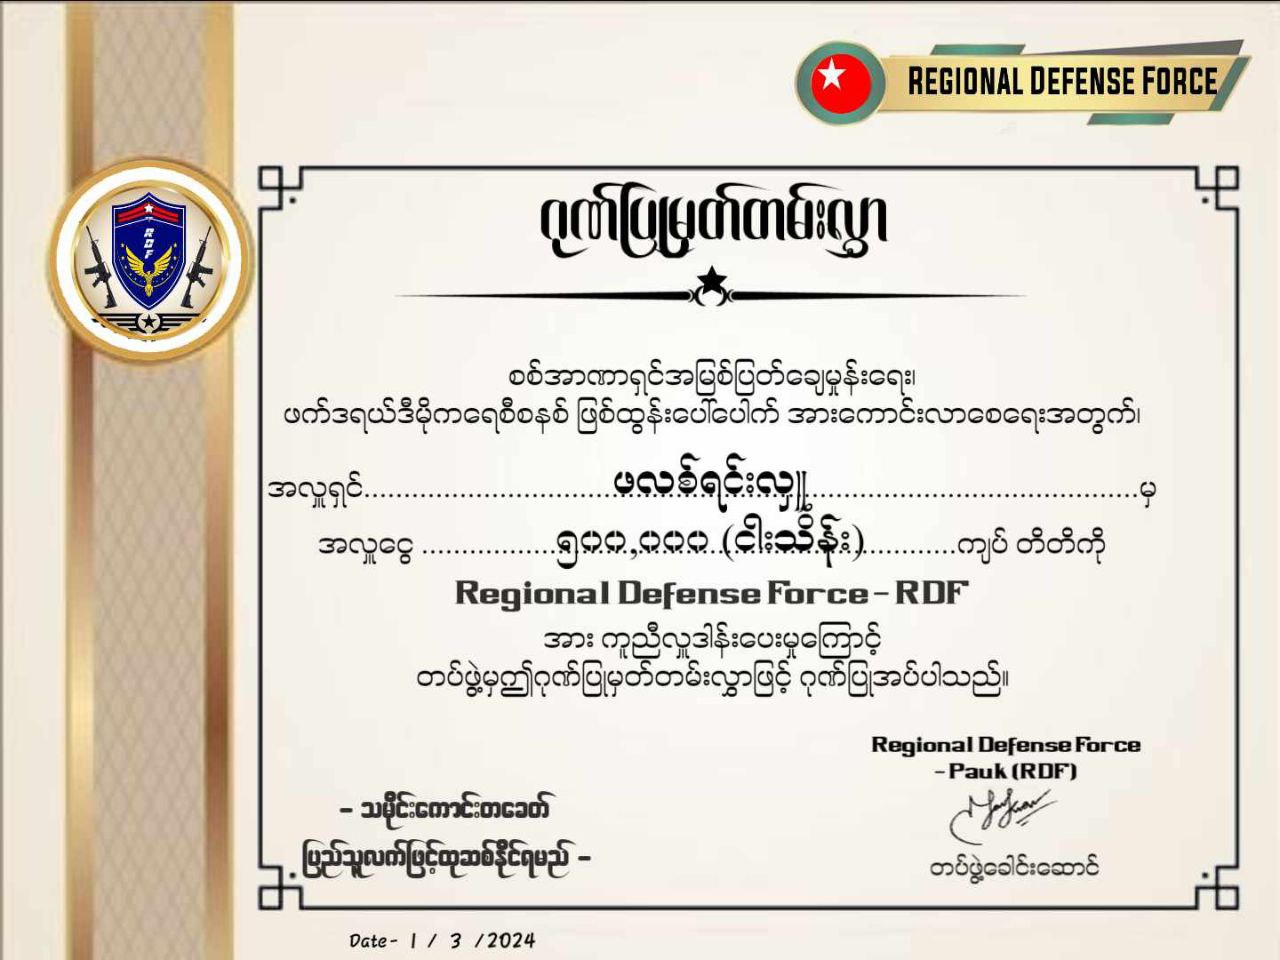 REGIONAL DEFENSE FORCE
RDF
ဂုဏ်ပြုမှတ်တမ်းလွှာ
စစ်အာဏာရှင်အမြစ်ပြတ်ချေမှုန်းရေး၊
ဖက်ဒရယ်ဒီမိုကရေစီစနစ် ဖြစ်ထွန်းပေါ်ပေါက် အားကောင်းလာစေရေးအတွက်၊
အလှူရှင်................................ဖလစ်ရင်းလှူ........................................မှ
အလှူငွေ .................၅၀၀,၀၀၀ (ငါးသိန်း)............ကျပ် တိတိကို
Regional Defense Force - RDF
အား ကူညီလှူဒါန်းပေးမှုကြောင့်
တပ်ဖွဲ့မှဤဂုဏ်ပြုမှတ်တမ်းလွှာဖြင့် ဂုဏ်ပြုအပ်ပါသည်။
Regional Defense Force
- Pauk (RDF)
တပ်ဖွဲ့ခေါင်းဆောင်
- သမိုင်းကောင်းတခေတ်
ပြည်သူလက်ဖြင့်ထုဆစ်နိုင်ရမည် -
Date- 1 / 3 /2024